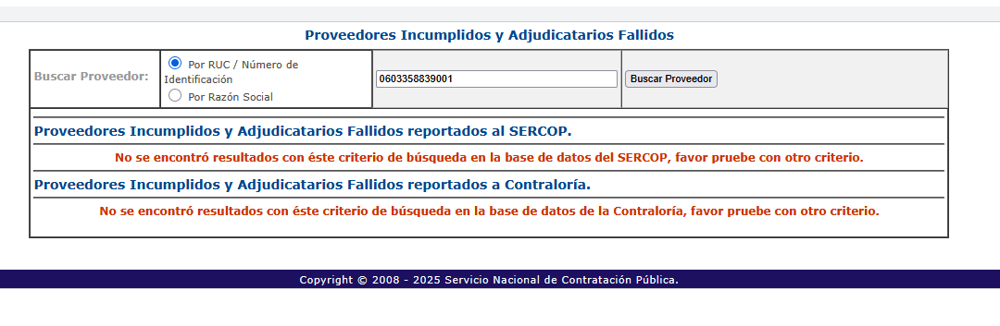 Proveedores Incumplidos y Adjudicatarios Fallidos
Buscar Proveedor:
Por RUC / Número de
Identificación
Por Razón Social
0603358839001
Buscar Proveedor
Proveedores Incumplidos y Adjudicatarios Fallidos reportados al SERCOP.
No se encontró resultados con éste criterio de búsqueda en la base de datos del SERCOP, favor pruebe con otro criterio.
Proveedores Incumplidos y Adjudicatarios Fallidos reportados a Contraloría.
No se encontró resultados con éste criterio de búsqueda en la base de datos de la Contraloría, favor pruebe con otro criterio.
Copyright © 2008 - 2025 Servicio Nacional de Contratación Pública.